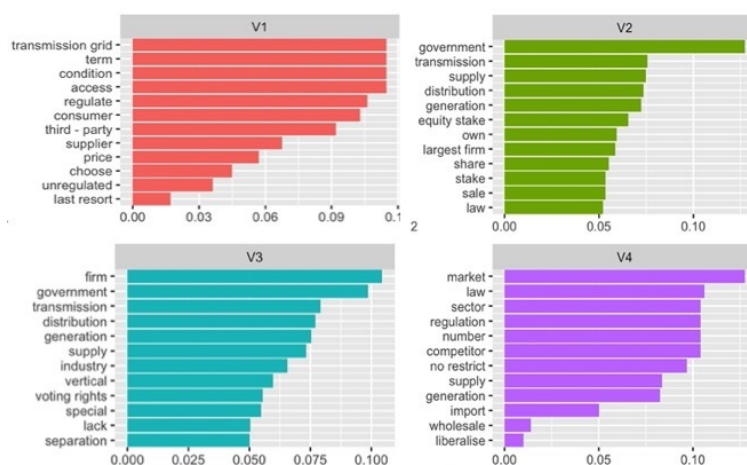 V1
transmission grid
term
condition
access
regulate
consumer
third - party
supplier
price
choose
unregulated
last resort
0.00 0.03 0.06 0.09 0.1
V2
government
transmission
supply
distribution
generation
equity stake
own
largest firm
share
stake
sale
law
2
0.00 0.05 0.10
V3
firm
government
transmission
distribution
generation
supply
industry
vertical
voting rights
special
lack
separation
0.000 0.025 0.050 0.075 0.100
V4
market
law
sector
regulation
number
competitor
no restrict
supply
generation
import
wholesale
liberalise
0.00 0.05 0.10